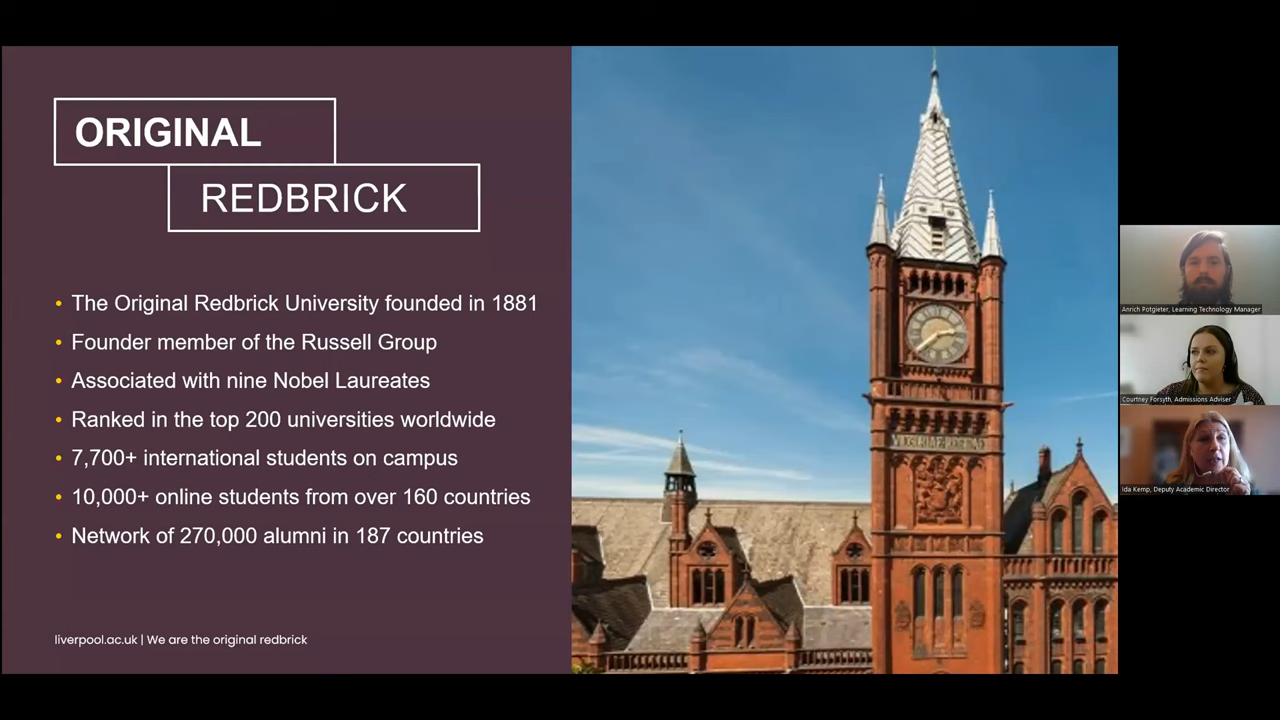 ORIGINAL
REDBRICK
• The Original Redbrick University founded in 1881
• Founder member of the Russell Group
• Associated with nine Nobel Laureates
• Ranked in the top 200 universities worldwide
• 7,700+ international students on campus
• 10,000+ online students from over 160 countries
• Network of 270,000 alumni in 187 countries
liverpool.ac.uk | We are the original redbrick
Anrich Potgieter, Learning Technology Manager
Courtney Forsyth, Admissions Adviser
Ida Kemp, Deputy Academic Director